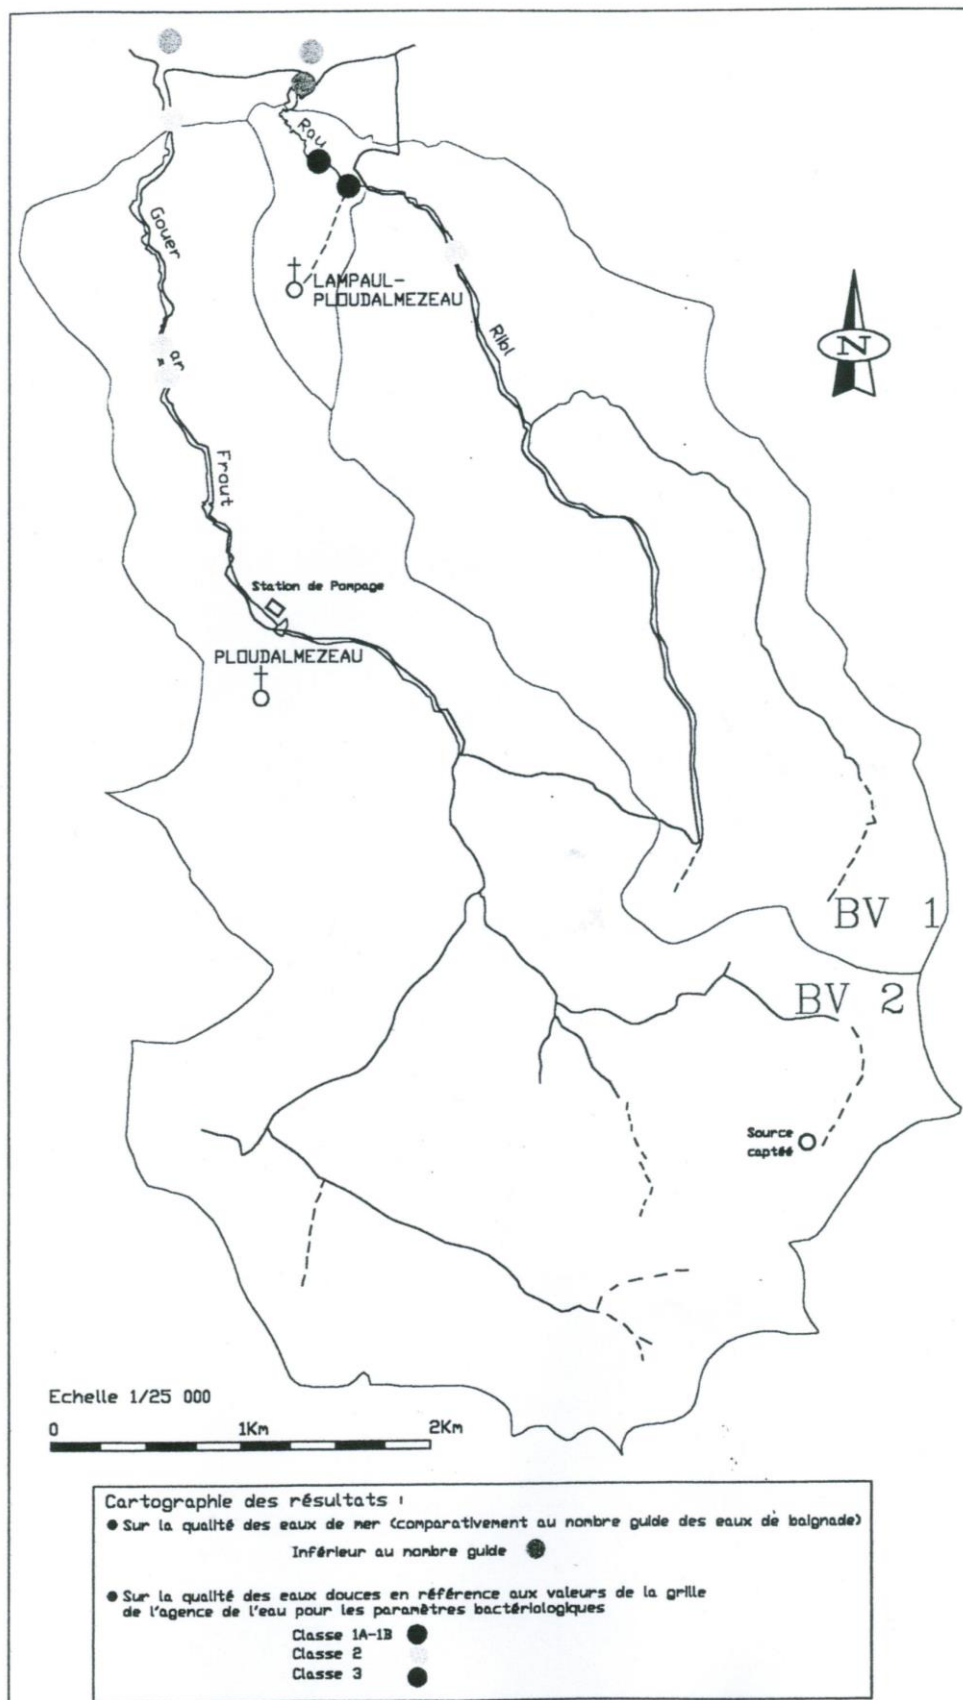 Rau
Gouer
LAMPAUL-
PLOUDALMEZEAU
N
Ribl
ar
Frout
Station de Pompage
PLOUDALMEZEAU
BV 1
BV 2
Source
captéé
Echelle 1/25 000
0 1Km 2Km
Cartographie des résultats :
Sur la qualité des eaux de mer (comparativement au nombre guide des eaux de baignade)
Inférieur au nombre guide
Sur la qualité des eaux douces en référence aux valeurs de la grille
de l'agence de l'eau pour les paramètres bactériologiques
Classe 1A-1B
Classe 2
Classe 3